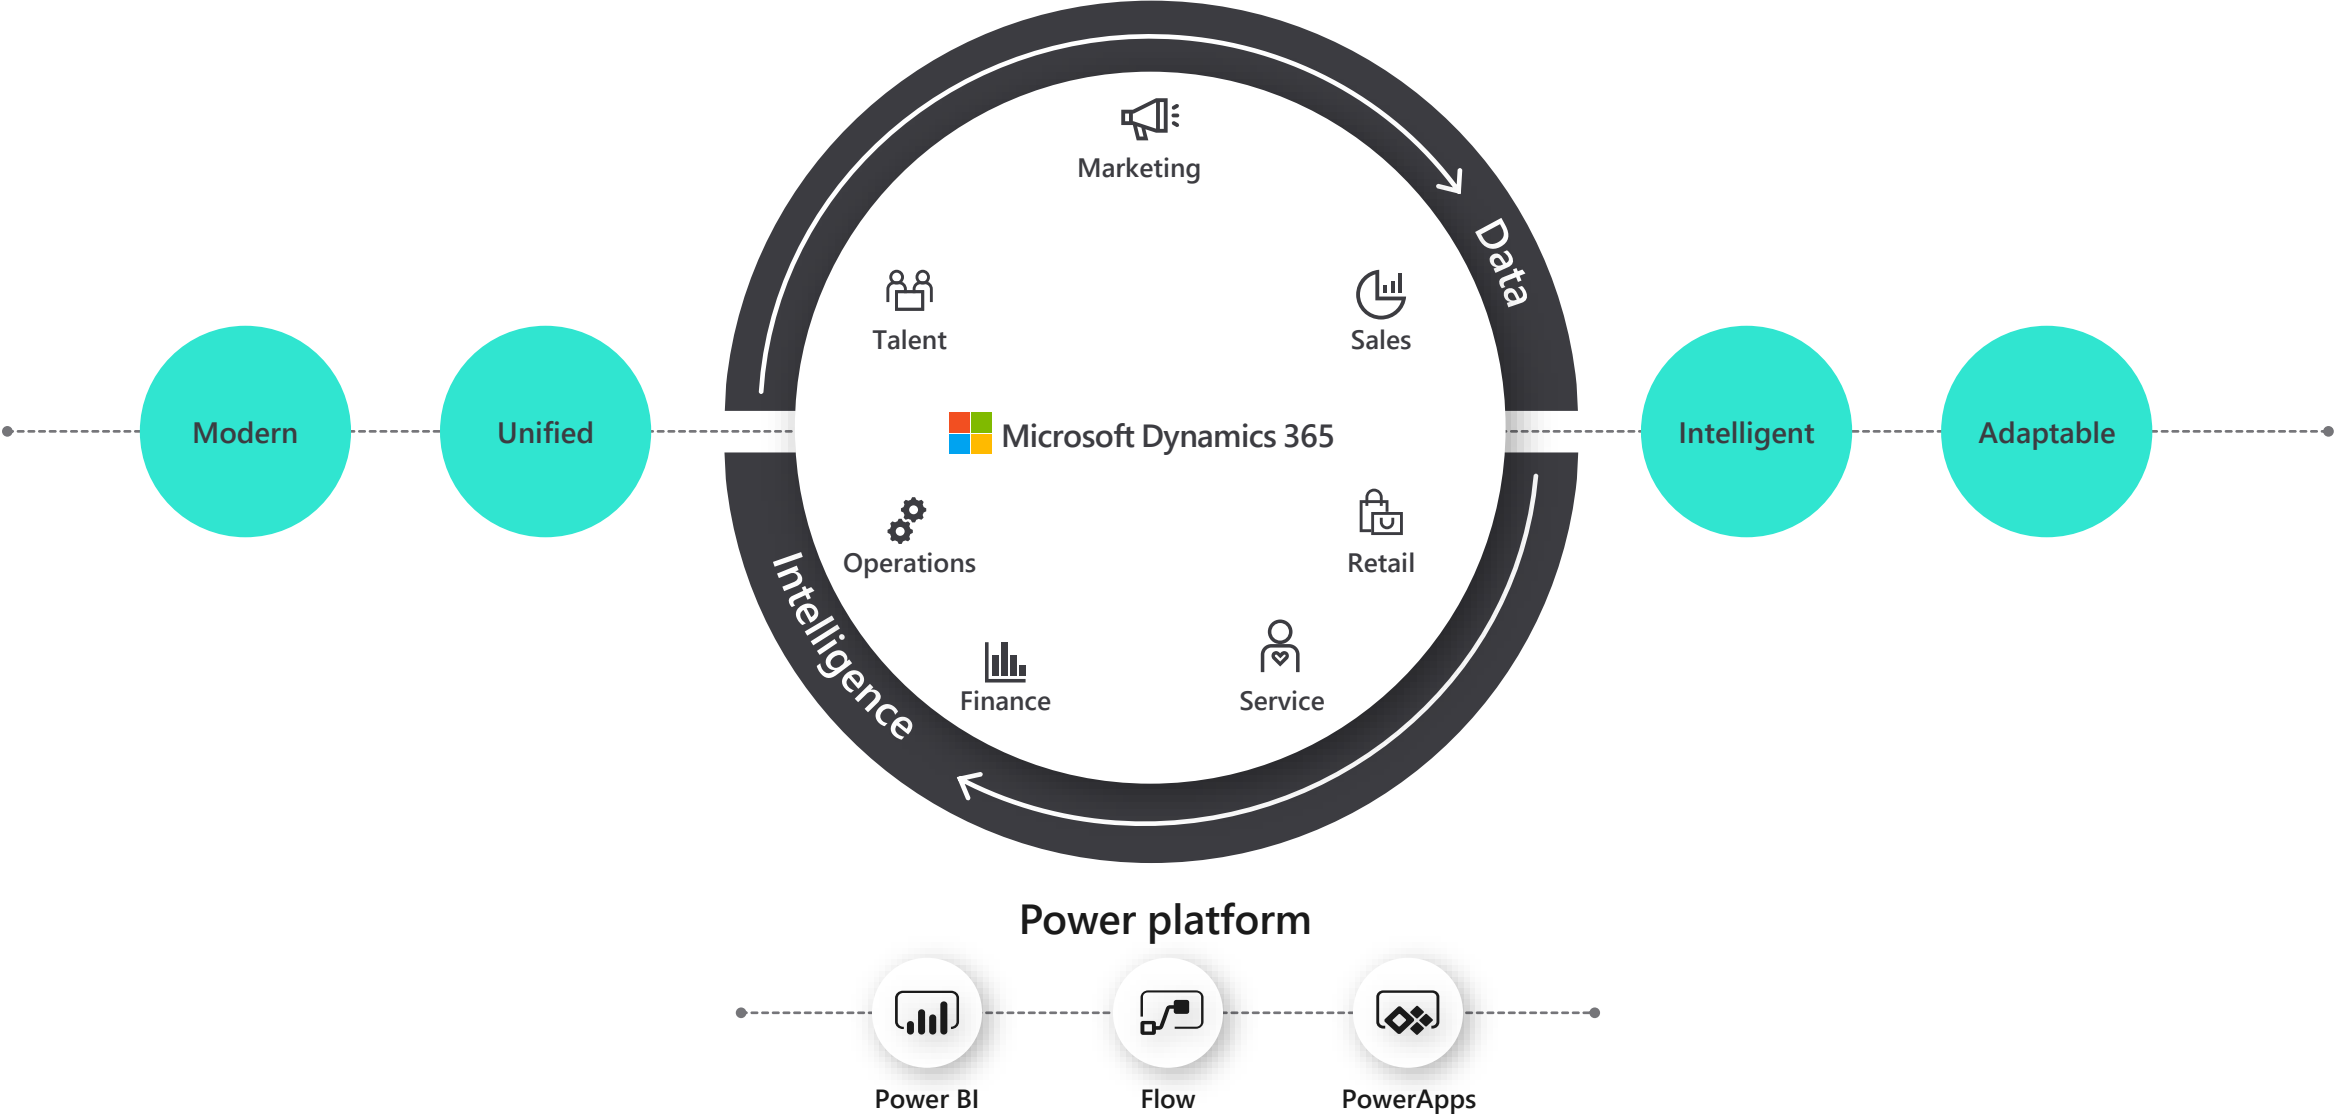 Marketing
Data
Talent
Sales
Modern
Unified
Microsoft Dynamics 365
Intelligent
Adaptable
Operations
Retail
Intelligence
Finance
Service
Power platform
Power BI
Flow
PowerApps